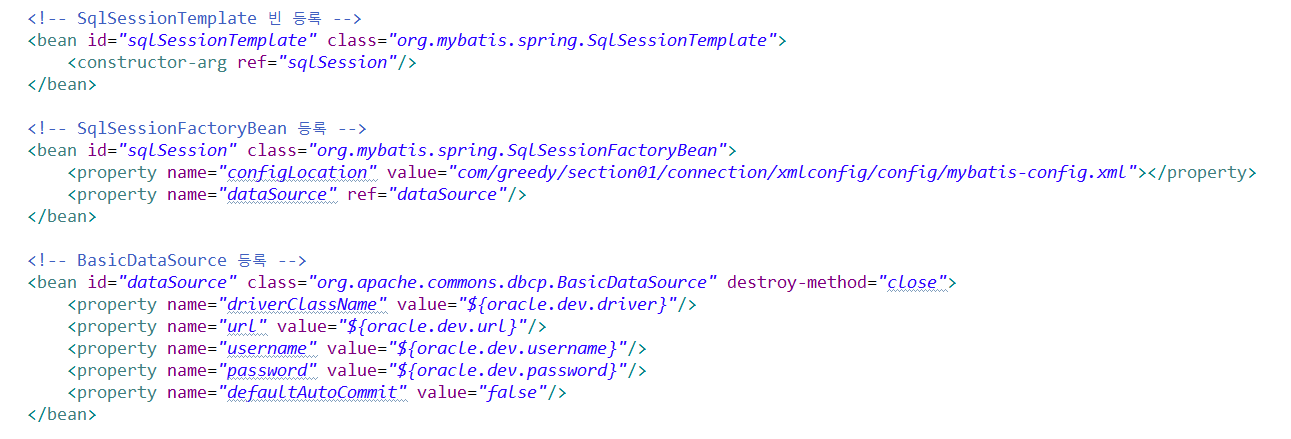 <!-- SqlSessionTemplate 빈 등록 -->
<bean id="sqlSessionTemplate" class="org.mybatis.spring.SqlSessionTemplate">
    <constructor-arg ref="sqlSession"/>
</bean>

<!-- SqlSessionFactoryBean 등록 -->
<bean id="sqlSession" class="org.mybatis.spring.SqlSessionFactoryBean">
    <property name="configLocation" value="com/greedy/section01/connection/xmlconfig/config/mybatis-config.xml"></property>
    <property name="dataSource" ref="dataSource"/>
</bean>

<!-- BasicDataSource 등록 -->
<bean id="dataSource" class="org.apache.commons.dbcp.BasicDataSource" destroy-method="close">
    <property name="driverClassName" value="${oracle.dev.driver}"/>
    <property name="url" value="${oracle.dev.url}"/>
    <property name="username" value="${oracle.dev.username}"/>
    <property name="password" value="${oracle.dev.password}"/>
    <property name="defaultAutoCommit" value="false"/>
</bean>